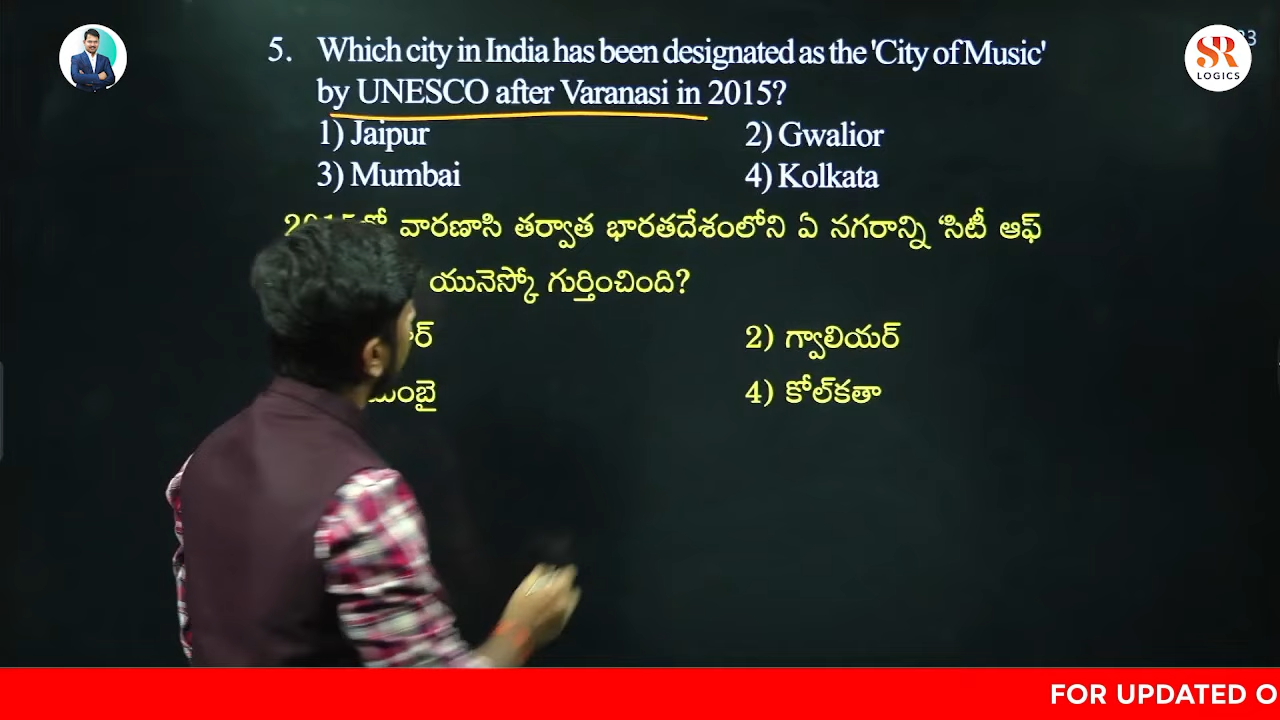 SR
LOGICS
5. Which city in India has been designated as the 'City of Music'
by UNESCO after Varanasi in 2015?
1) Jaipur 2) Gwalior
3) Mumbai 4) Kolkata
వారణాసి తర్వాత భారతదేశంలోని ఏ నగరాన్ని 'సిటీ ఆఫ్
యునెస్కో గుర్తించింది?
2) గ్వాలియర్
4) కోల్‌కతా
FOR UPDATED O